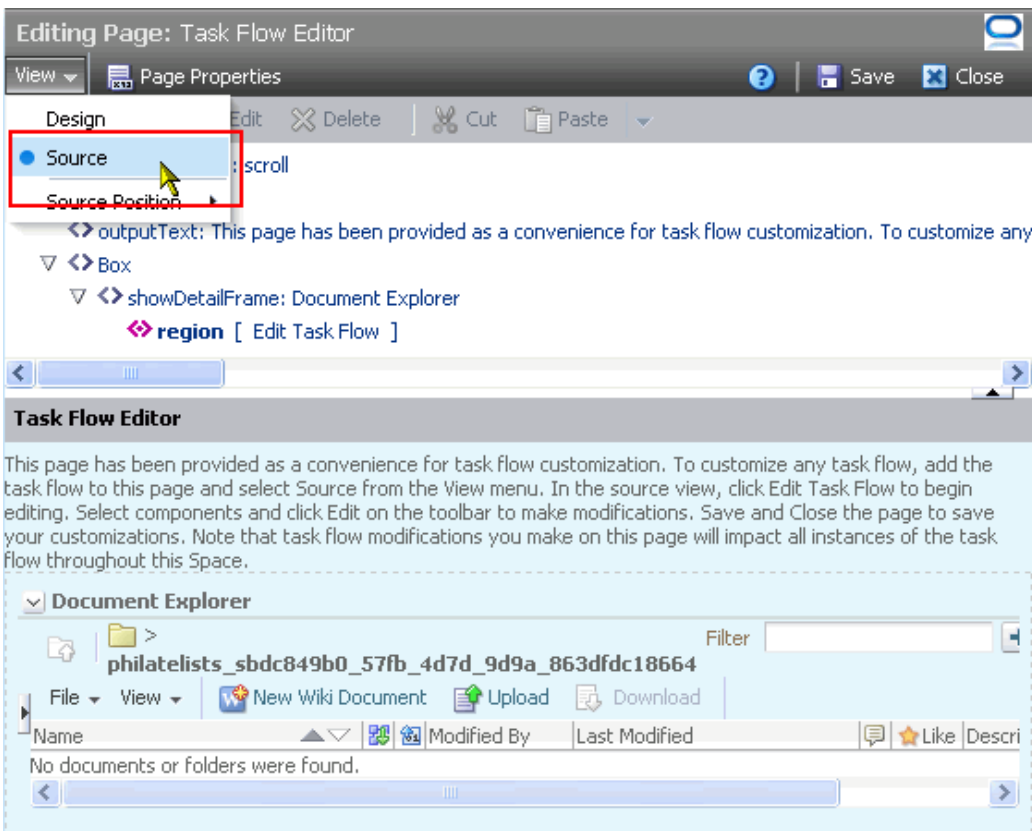 Editing Page: Task Flow Editor
View Page Properties Save Close
Design Edit Delete Cut Paste
Source : scroll
Source Position
outputText: This page has been provided as a convenience for task flow customization. To customize any
Box
showDetailFrame: Document Explorer
region [ Edit Task Flow ]
Task Flow Editor
This page has been provided as a convenience for task flow customization. To customize any task flow, add the
task flow to this page and select Source from the View menu. In the source view, click Edit Task Flow to begin
editing. Select components and click Edit on the toolbar to make modifications. Save and Close the page to save
your customizations. Note that task flow modifications you make on this page will impact all instances of the task
flow throughout this Space.
Document Explorer
> Filter
philatelists_sbdc849b0_57fb_4d7d_9d9a_863dfdc18664
File View New Wiki Document Upload Download
Name Modified By Last Modified Like Descri
No documents or folders were found.